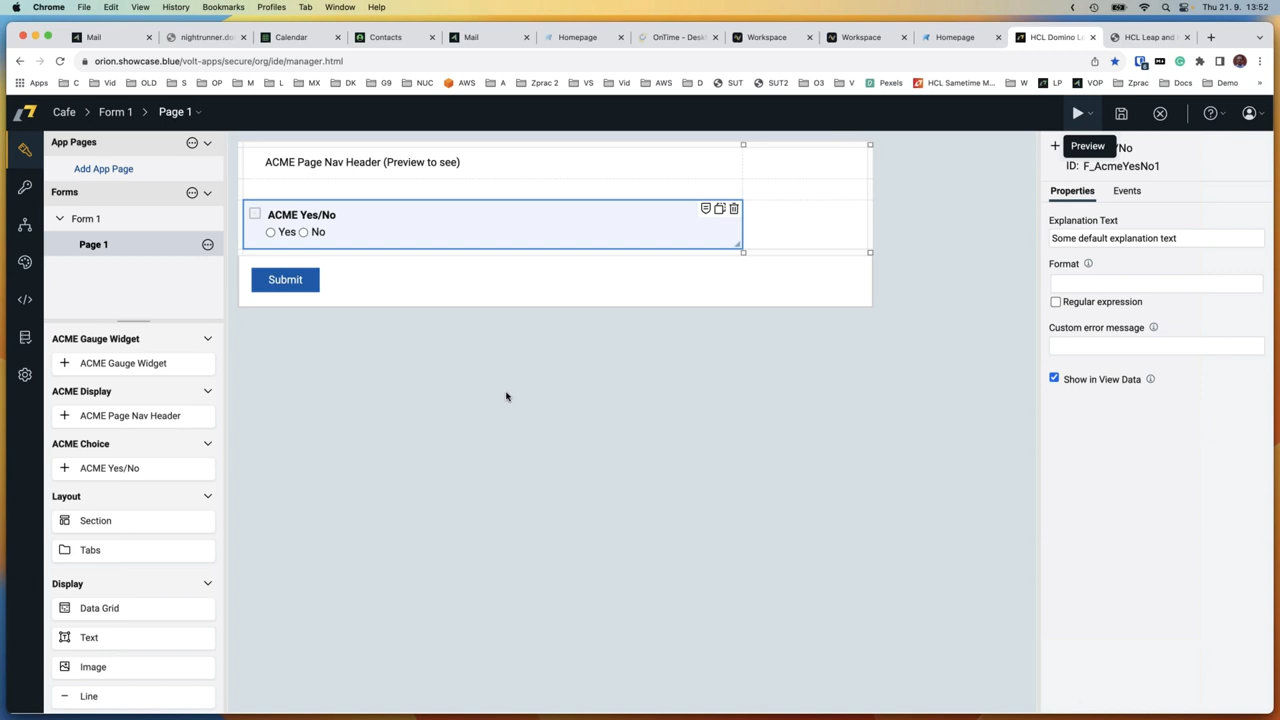 Chrome File Edit View History Bookmarks Profiles Tab Window Help Thu 21. 9. 13:52
Mail nightrunner.do Calendar Contacts Mail Homepage OnTime - Desk Workspace Workspace Homepage HCL Domino Le HCL Leap and
orion.showcase.blue/volt-apps/secure/org/ide/manager.html
Apps C Vid OLD S OP M L MX DK G9 NUC AWS A Zprac 2 VS Vid AWS D Pexels HCL Sametime M... W LP VOP Zprac Docs Demo
SUT SUT2 O3 V
Cafe > Form 1 > Page 1
App Pages
Add App Page
Forms
Form 1
Page 1
ACME Gauge Widget
ACME Gauge Widget
ACME Display
ACME Page Nav Header
ACME Choice
ACME Yes/No
Layout
Section
Tabs
Display
Data Grid
Text
Image
Line
ACME Page Nav Header (Preview to see)
ACME Yes/No
Yes No
Submit
Preview
/No
ID: F_AcmeYesNo1
Properties Events
Explanation Text
Some default explanation text
Format
Regular expression
Custom error message
Show in View Data